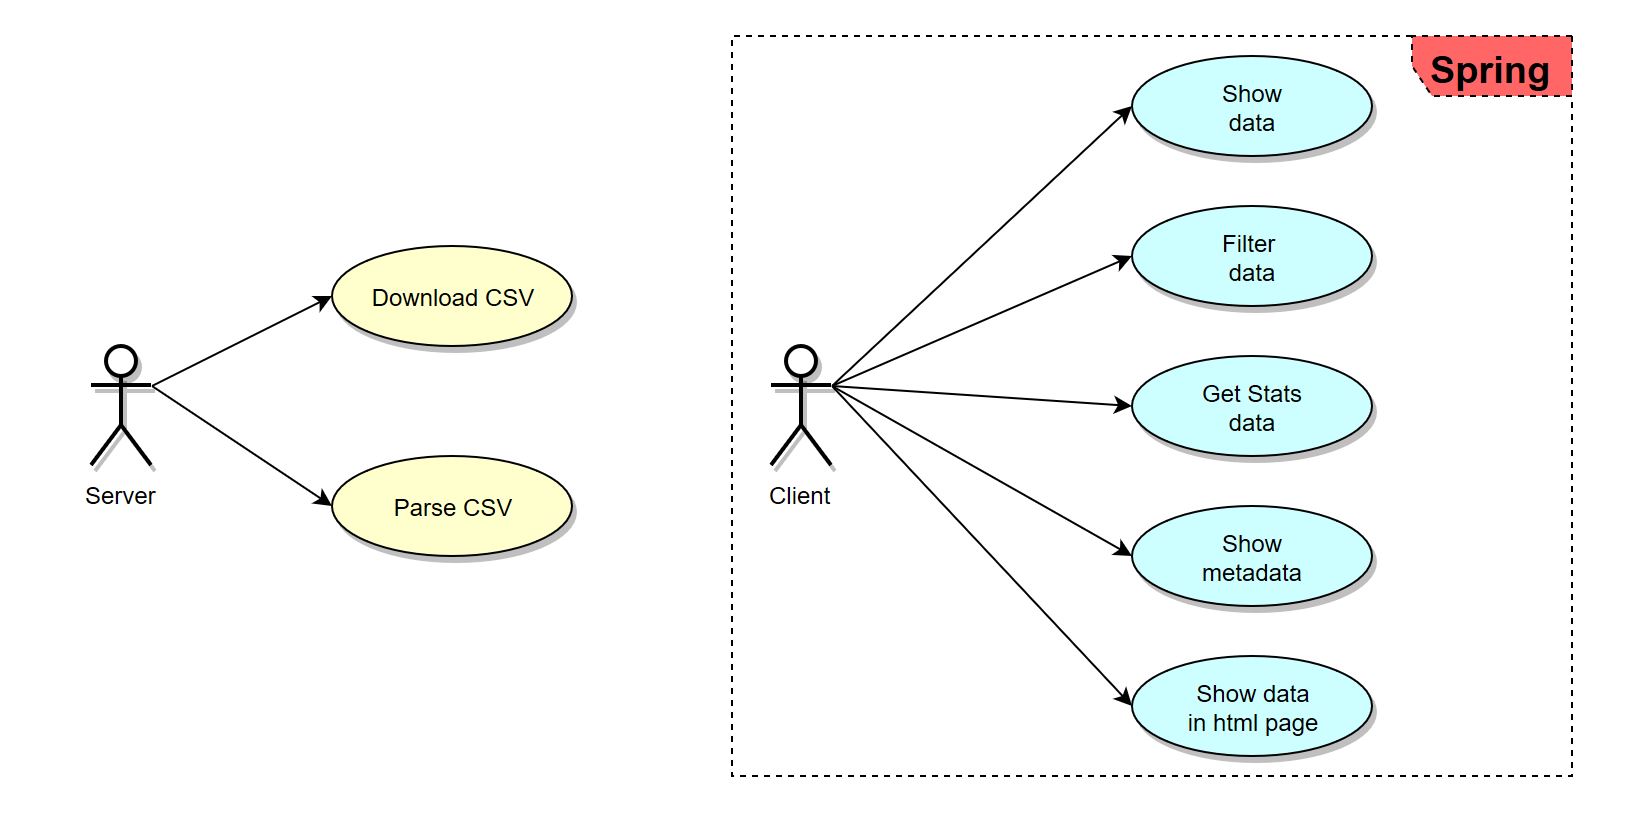 Download CSV
Parse CSV
Server
Spring
Show
data
Filter
data
Get Stats
data
Show
metadata
Show data
in html page
Client